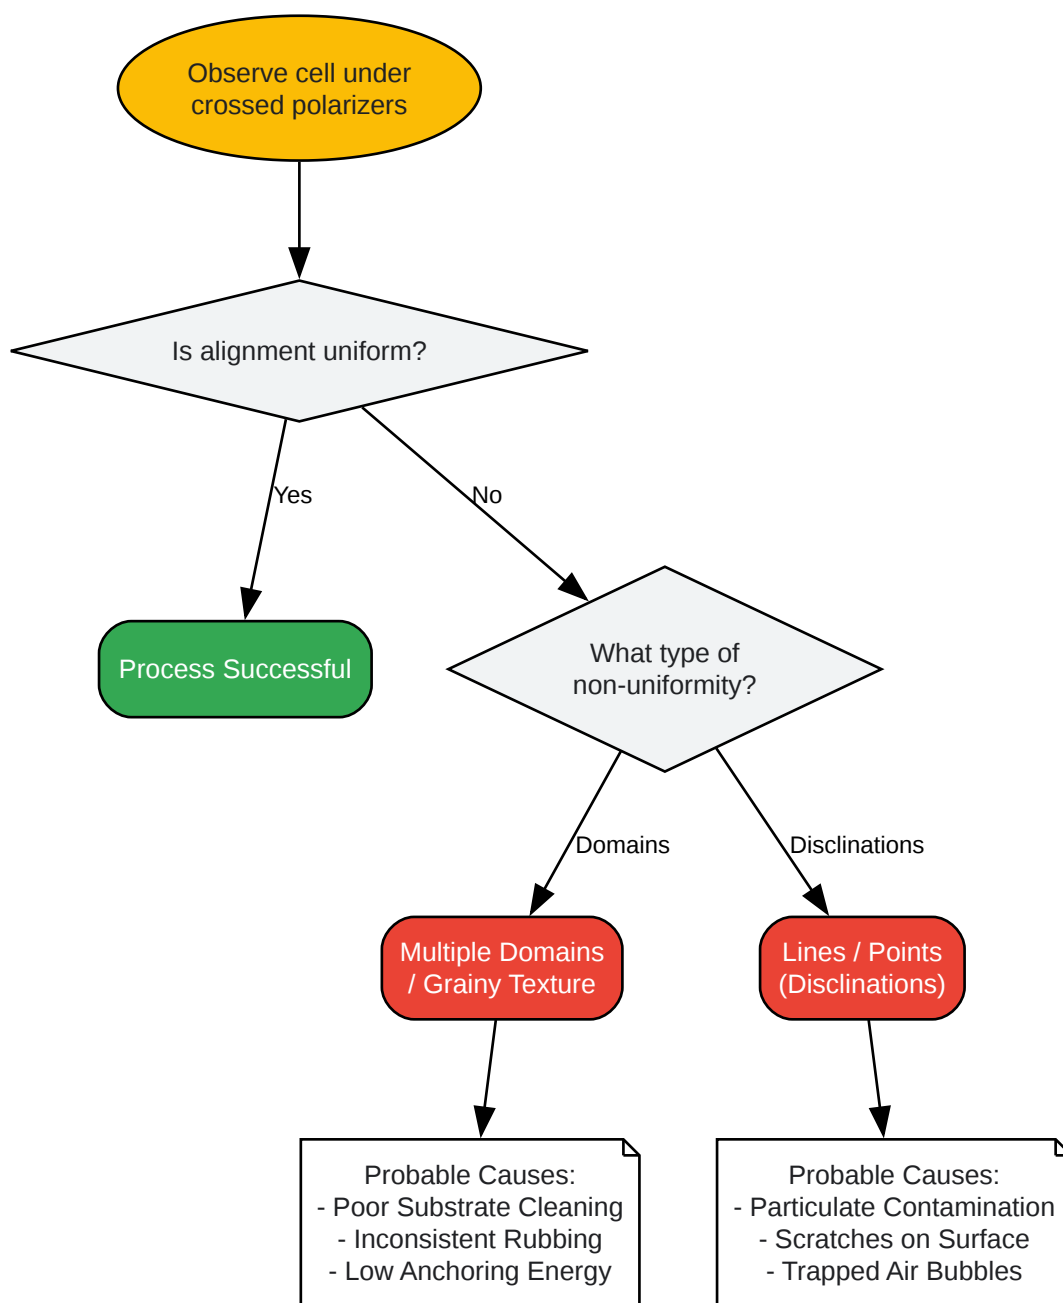 Observe cell under
crossed polarizers
Is alignment uniform?
Yes
No
Process Successful
What type of
non-uniformity?
Domains
Disclinations
Multiple Domains
/ Grainy Texture
Lines / Points
(Disclinations)
Probable Causes:
- Poor Substrate Cleaning
- Inconsistent Rubbing
- Low Anchoring Energy
Probable Causes:
- Particulate Contamination
- Scratches on Surface
- Trapped Air Bubbles